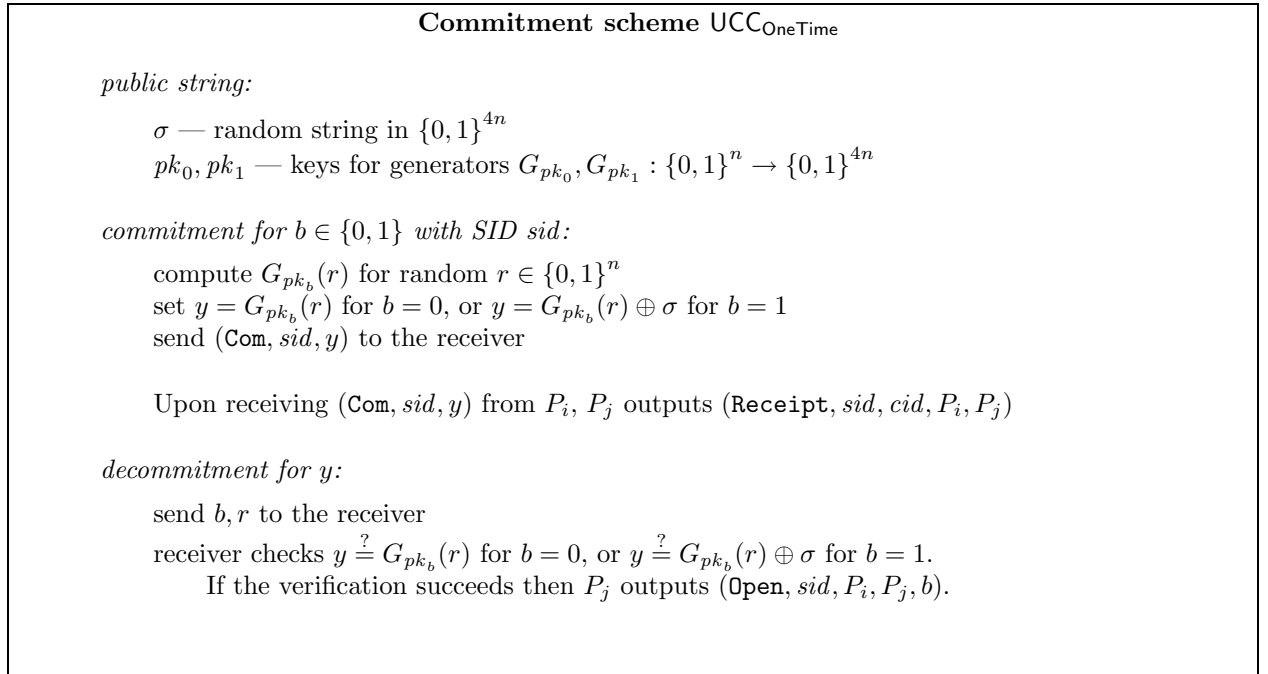 Commitment scheme UCC_OneTime
public string:
σ — random string in {0, 1}^{4n}
pk_0, pk_1 — keys for generators G_{pk_0}, G_{pk_1} : {0, 1}^n → {0, 1}^{4n}
commitment for b ∈ {0, 1} with SID sid:
compute G_{pk_b}(r) for random r ∈ {0, 1}^n
set y = G_{pk_b}(r) for b = 0, or y = G_{pk_b}(r) ⊕ σ for b = 1
send (Com, sid, y) to the receiver
Upon receiving (Com, sid, y) from P_i, P_j outputs (Receipt, sid, cid, P_i, P_j)
decommitment for y:
send b, r to the receiver
receiver checks y ≟ G_{pk_b}(r) for b = 0, or y ≟ G_{pk_b}(r) ⊕ σ for b = 1.
If the verification succeeds then P_j outputs (Open, sid, P_i, P_j, b).